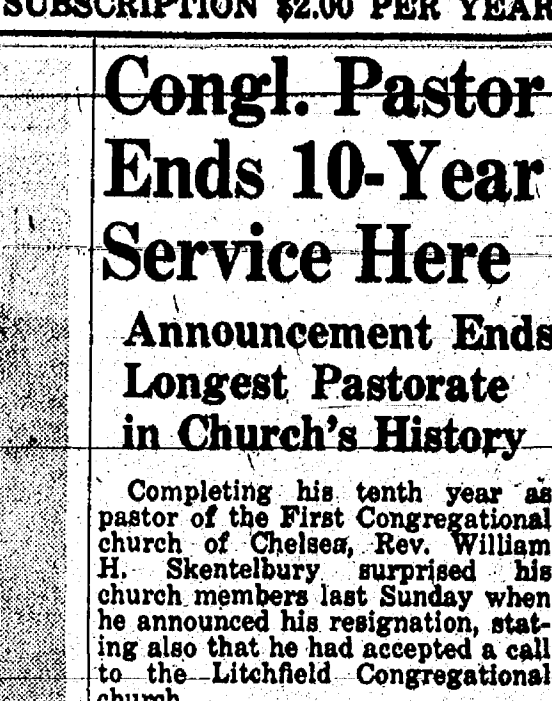 SUBSCRIPTION $2.00 PER YEAR
Congl. Pastor
Ends 10-Year
Service Here
Announcement Ends
Longest Pastorate
in Church's History
Completing his tenth year as
pastor of the First Congregational
church of Chelsea, Rev. William
H. Skentelbury surprised his
church members last Sunday when
he announced his resignation, stat-
ing also that he had accepted a call
to the Litchfield Congregational
church